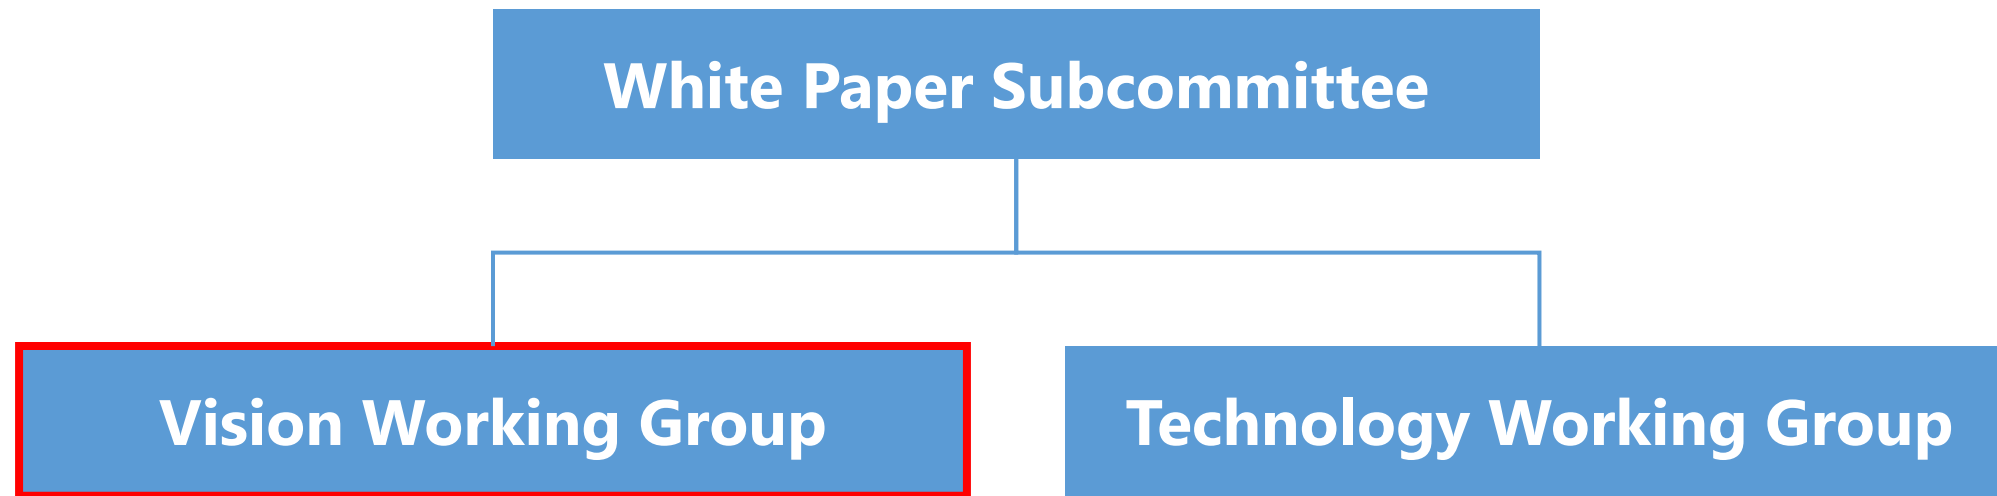 White Paper Subcommittee
Vision Working Group
Technology Working Group